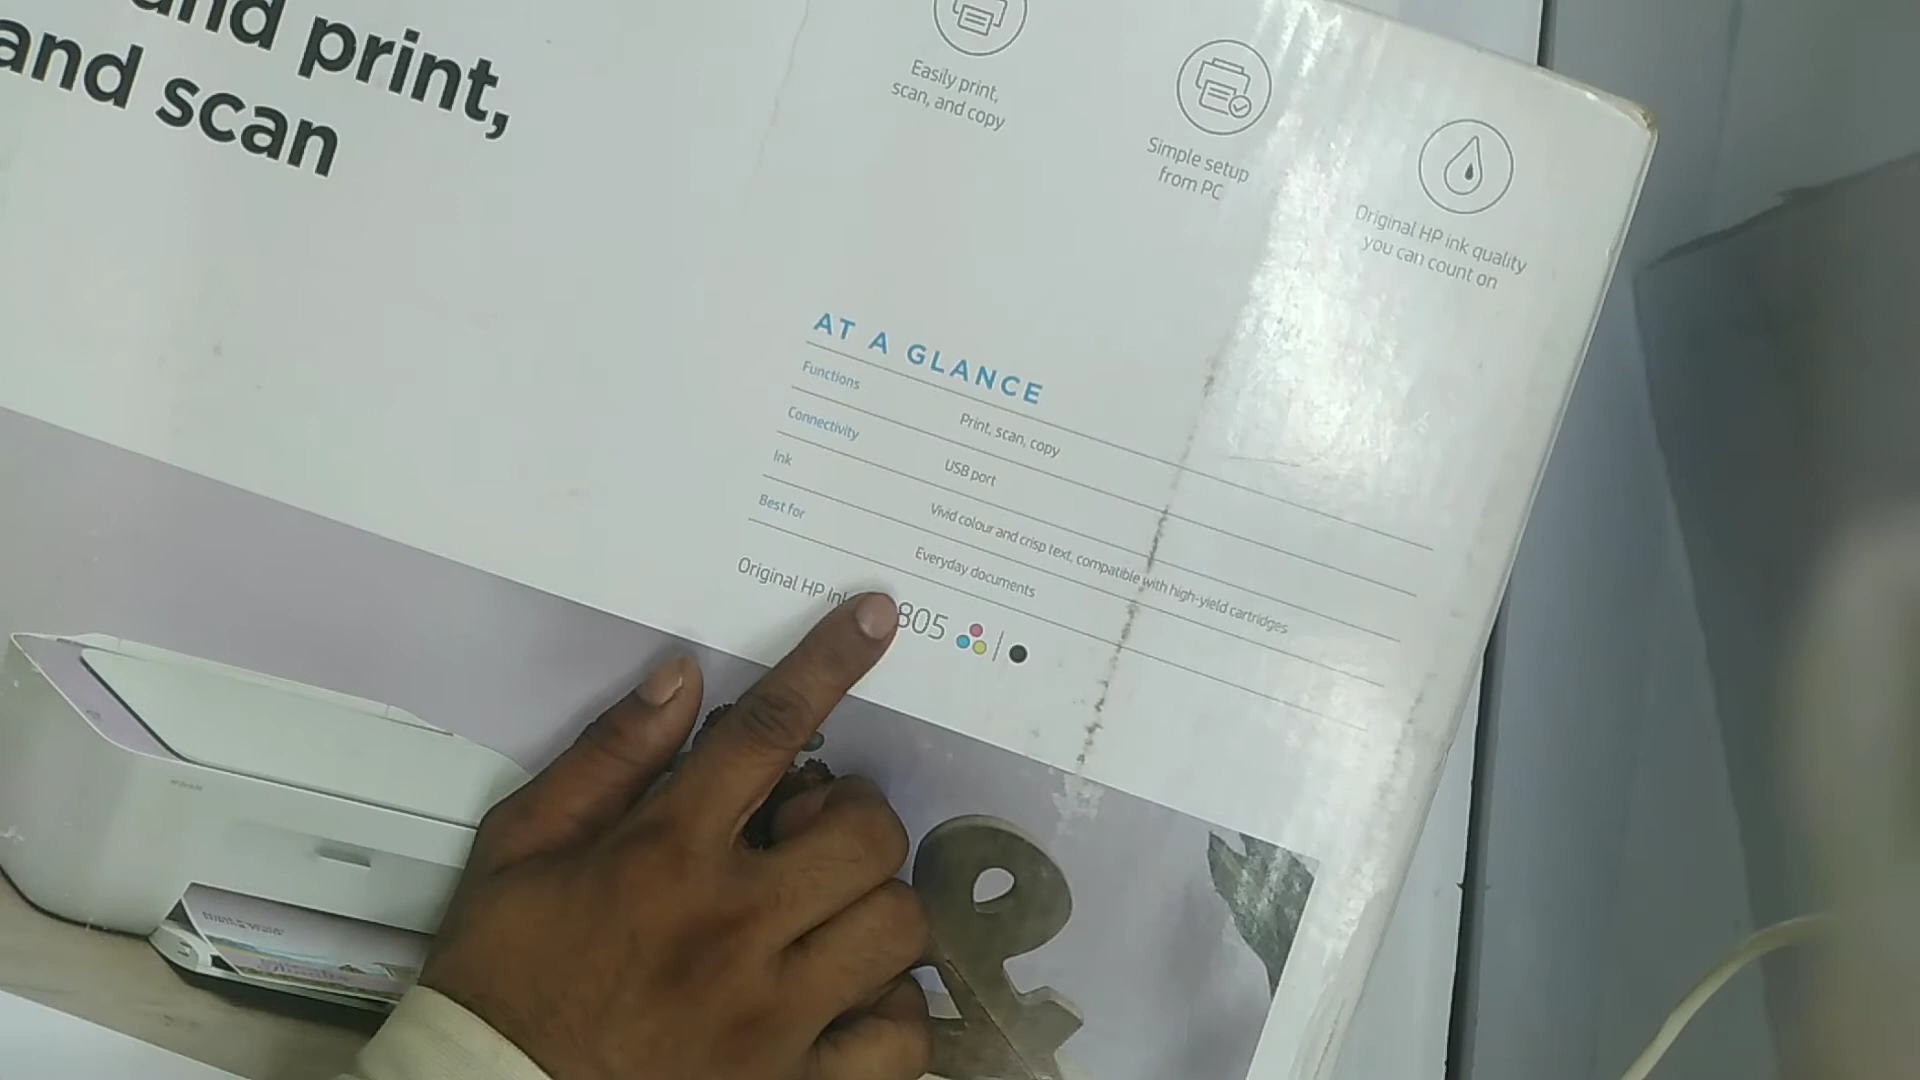 and print,
and scan
Easily print,
scan, and copy
Simple setup
from PC
Original HP ink quality
you can count on
AT A GLANCE
Functions Print, scan, copy
Connectivity USB port
Ink Vivid colour and crisp text, compatible with high-yield cartridges
Best for Everyday documents
Original HP Ink 805